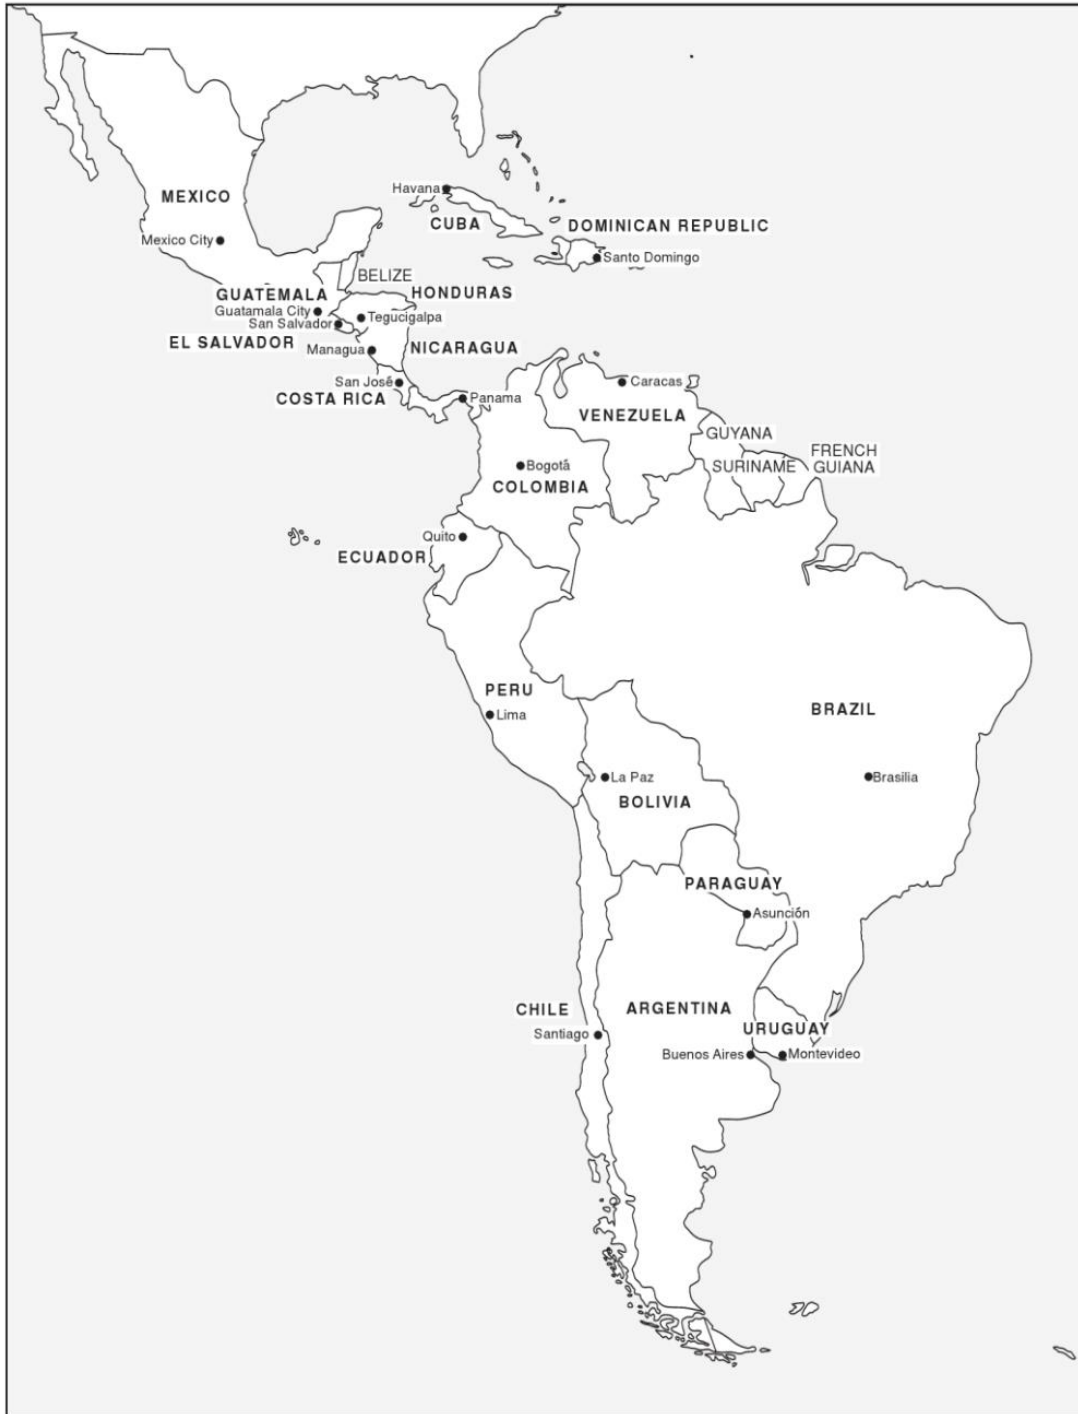 MEXICO
Mexico City
Havana
CUBA
DOMINICAN REPUBLIC
Santo Domingo
BELIZE
GUATEMALA
HONDURAS
Guatamala City
Tegucigalpa
San Salvador
EL SALVADOR
Managua
NICARAGUA
San José
COSTA RICA
Panama
Caracas
VENEZUELA
GUYANA
SURINAME
FRENCH
GUIANA
Bogotá
COLOMBIA
Quito
ECUADOR
PERU
Lima
BRAZIL
Brasilia
La Paz
BOLIVIA
PARAGUAY
Asunción
CHILE
Santiago
ARGENTINA
URUGUAY
Buenos Aires
Montevideo